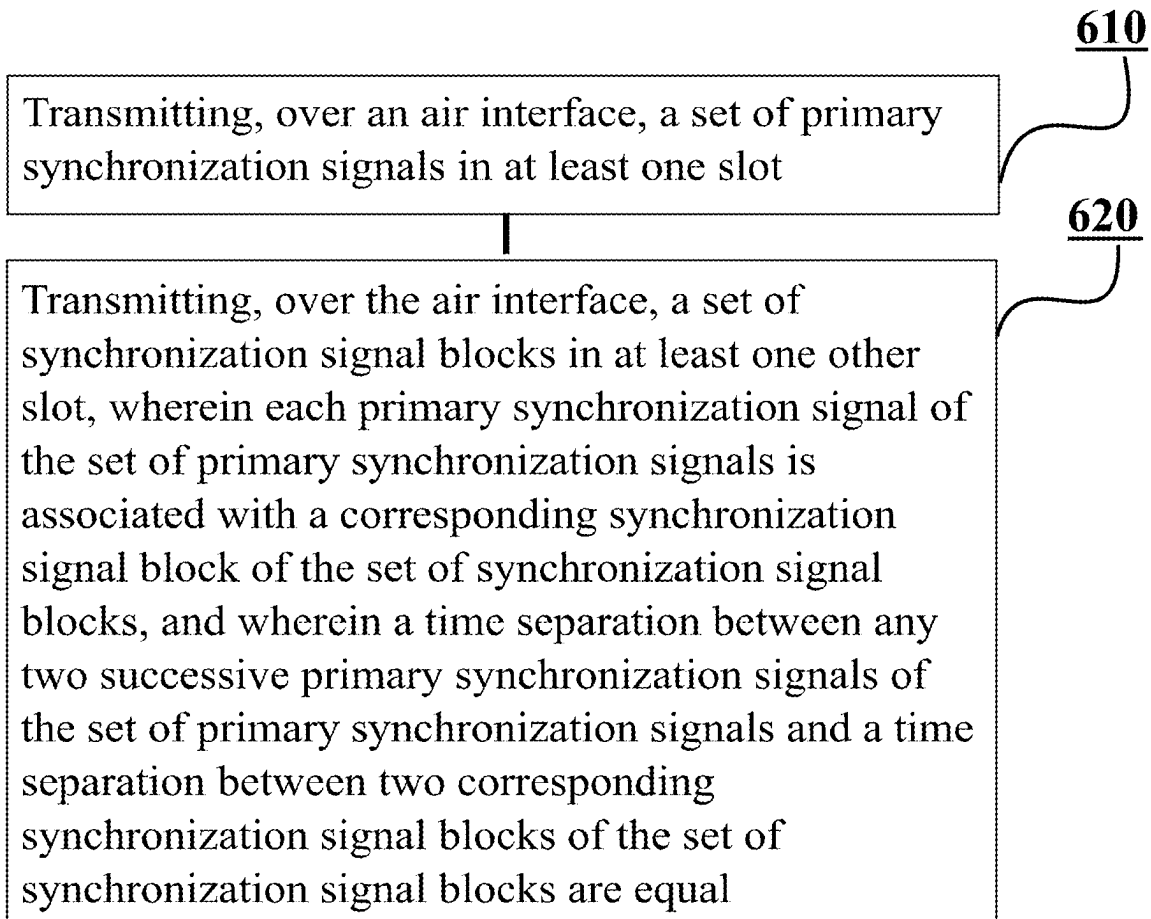 610
Transmitting, over an air interface, a set of primary
synchronization signals in at least one slot
620
Transmitting, over the air interface, a set of
synchronization signal blocks in at least one other
slot, wherein each primary synchronization signal of
the set of primary synchronization signals is
associated with a corresponding synchronization
signal block of the set of synchronization signal
blocks, and wherein a time separation between any
two successive primary synchronization signals of
the set of primary synchronization signals and a time
separation between two corresponding
synchronization signal blocks of the set of
synchronization signal blocks are equal